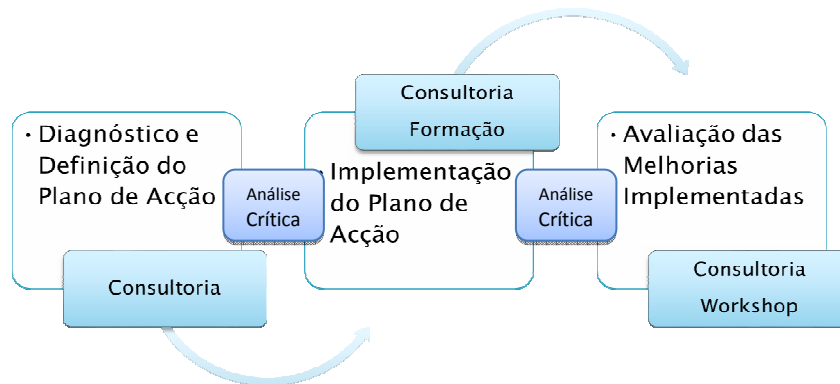 • Diagnóstico e
Definição do
Plano de Acção
Consultoria
Análise
Crítica
Consultoria
Formação
• Implementação
do Plano de
Acção
Análise
Crítica
• Avaliação das
Melhorias
Implementadas
Consultoria
Workshop